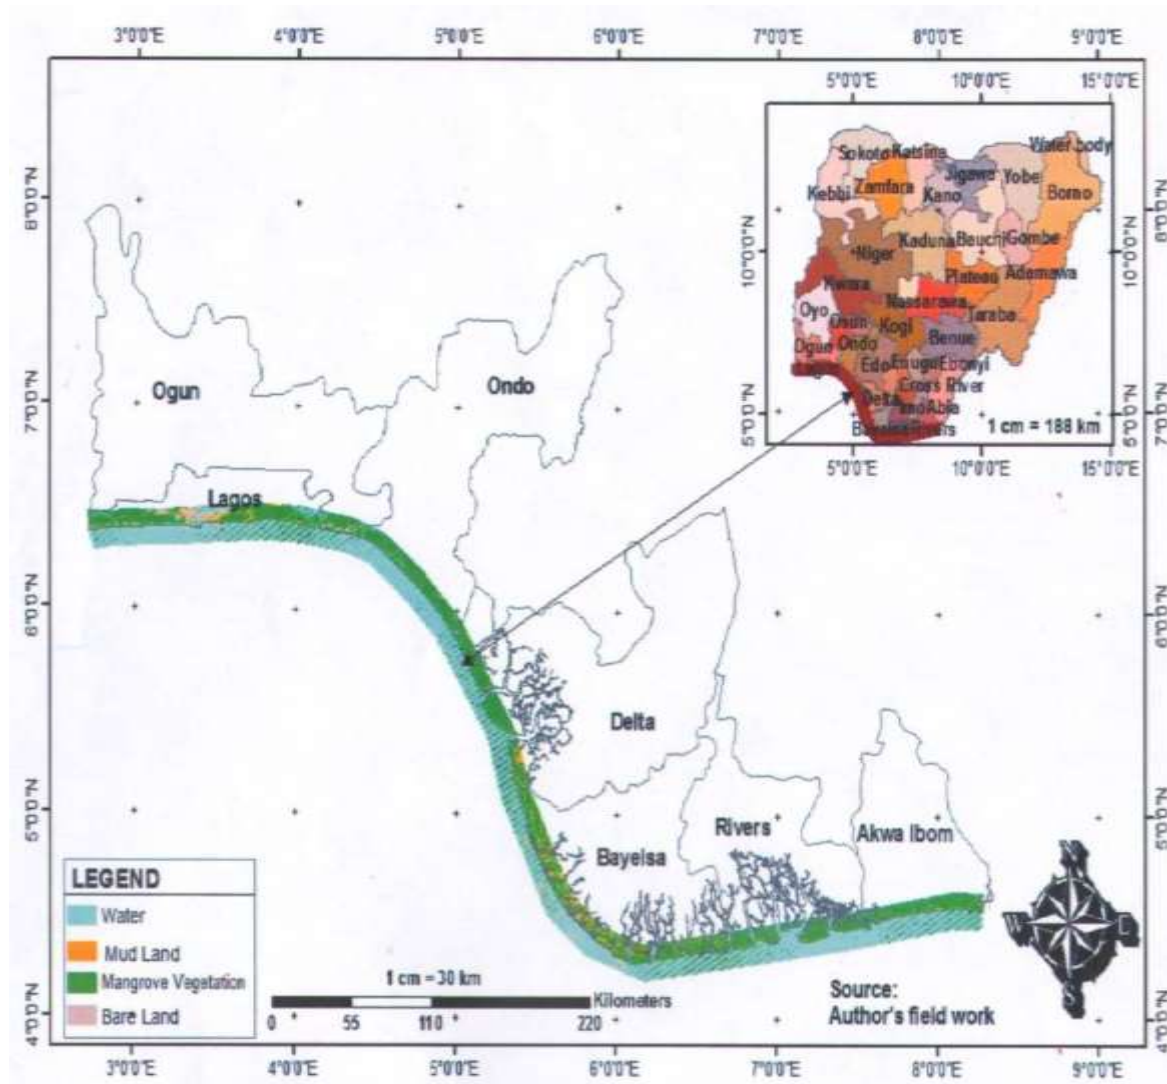 3°0'0"E 4°0'0"E 5°0'0"E 6°0'0"E 7°0'0"E 8°0'0"E 9°0'0"E
5°0'0"E 10°0'0"E 15°0'0"E
Sokoto Katsina Water body
Kebbi Zamfara Kano Jigawa Yobe Borno
Niger Kaduna Bauchi Gombe
Kwara Plateau Adamawa
Oyo Nassarawa Taraba
Osun Kogi Benue
Ogun Ondo Edo Enugu Ebonyi
Cross River
Delta Abia
Rivers
1 cm = 188 km
10°0'0"N
5°0'0"N
5°0'0"E 10°0'0"E 15°0'0"E
8°0'0"N
7°0'0"N
6°0'0"N
5°0'0"N
4°0'0"N
Ogun
Ondo
Lagos
Delta
Rivers
Akwa Ibom
Bayelsa
LEGEND
Water
Mud Land
Mangrove Vegetation
Bare Land
1 cm = 30 km
Kilometers
0 55 110 220
Source:
Author's field work
N
W
S
8°0'0"N
7°0'0"N
6°0'0"N
5°0'0"N
4°0'0"N
3°0'0"E 4°0'0"E 5°0'0"E 6°0'0"E 7°0'0"E 8°0'0"E 9°0'0"E